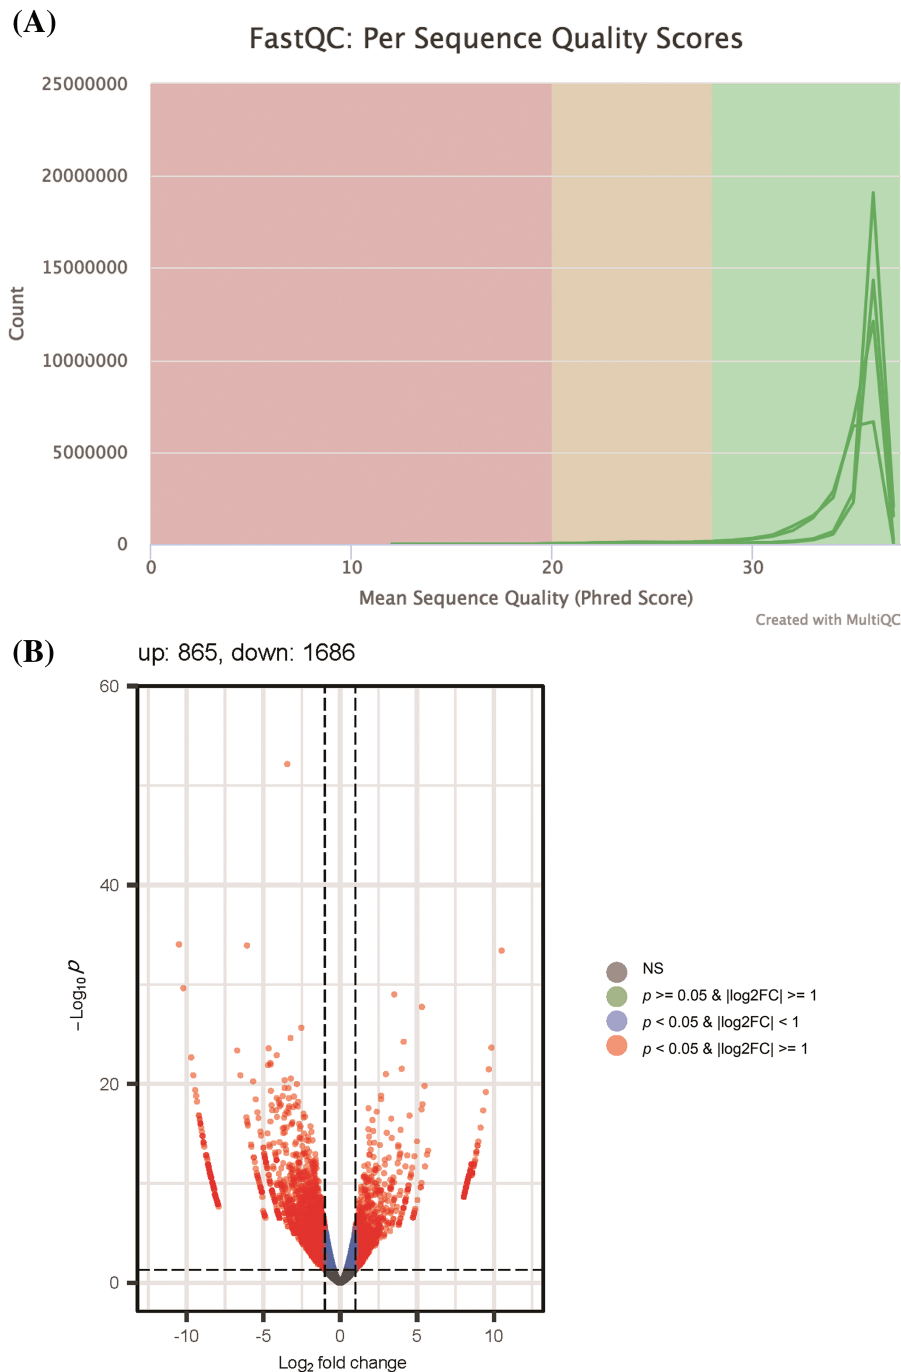 (A)
FastQC: Per Sequence Quality Scores
25000000
20000000
15000000
10000000
5000000
0
Count
0 10 20 30
Mean Sequence Quality (Phred Score)
Created with MultiQC
(B)
up: 865, down: 1686
60
40
20
0
−Log10 p
-10 -5 0 5 10
Log2 fold change
NS
p >= 0.05 & |log2FC| >= 1
p < 0.05 & |log2FC| < 1
p < 0.05 & |log2FC| >= 1